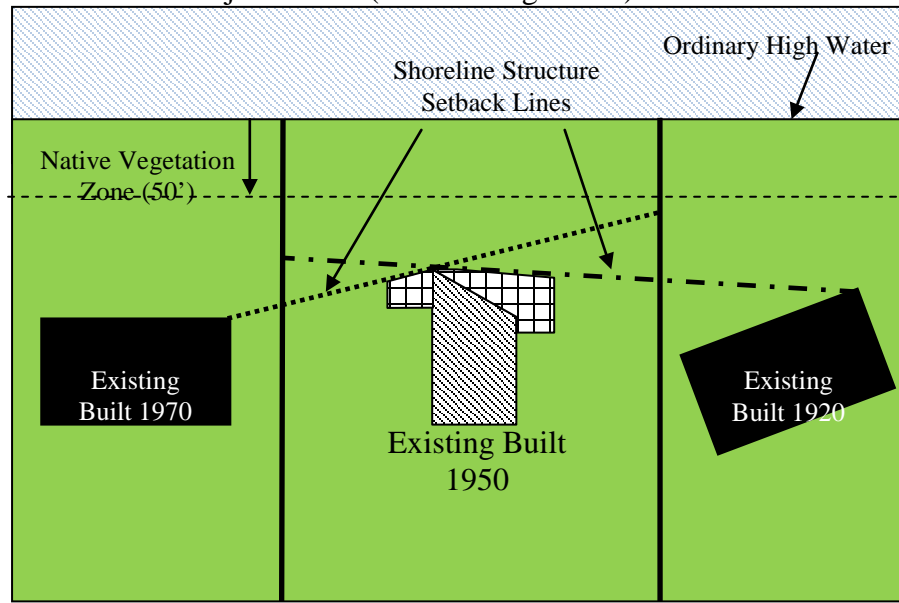 Ordinary High Water
Shoreline Structure
Setback Lines
Native Vegetation
Zone (50’)
Existing
Built 1970
Existing Built
1950
Existing
Built 1920